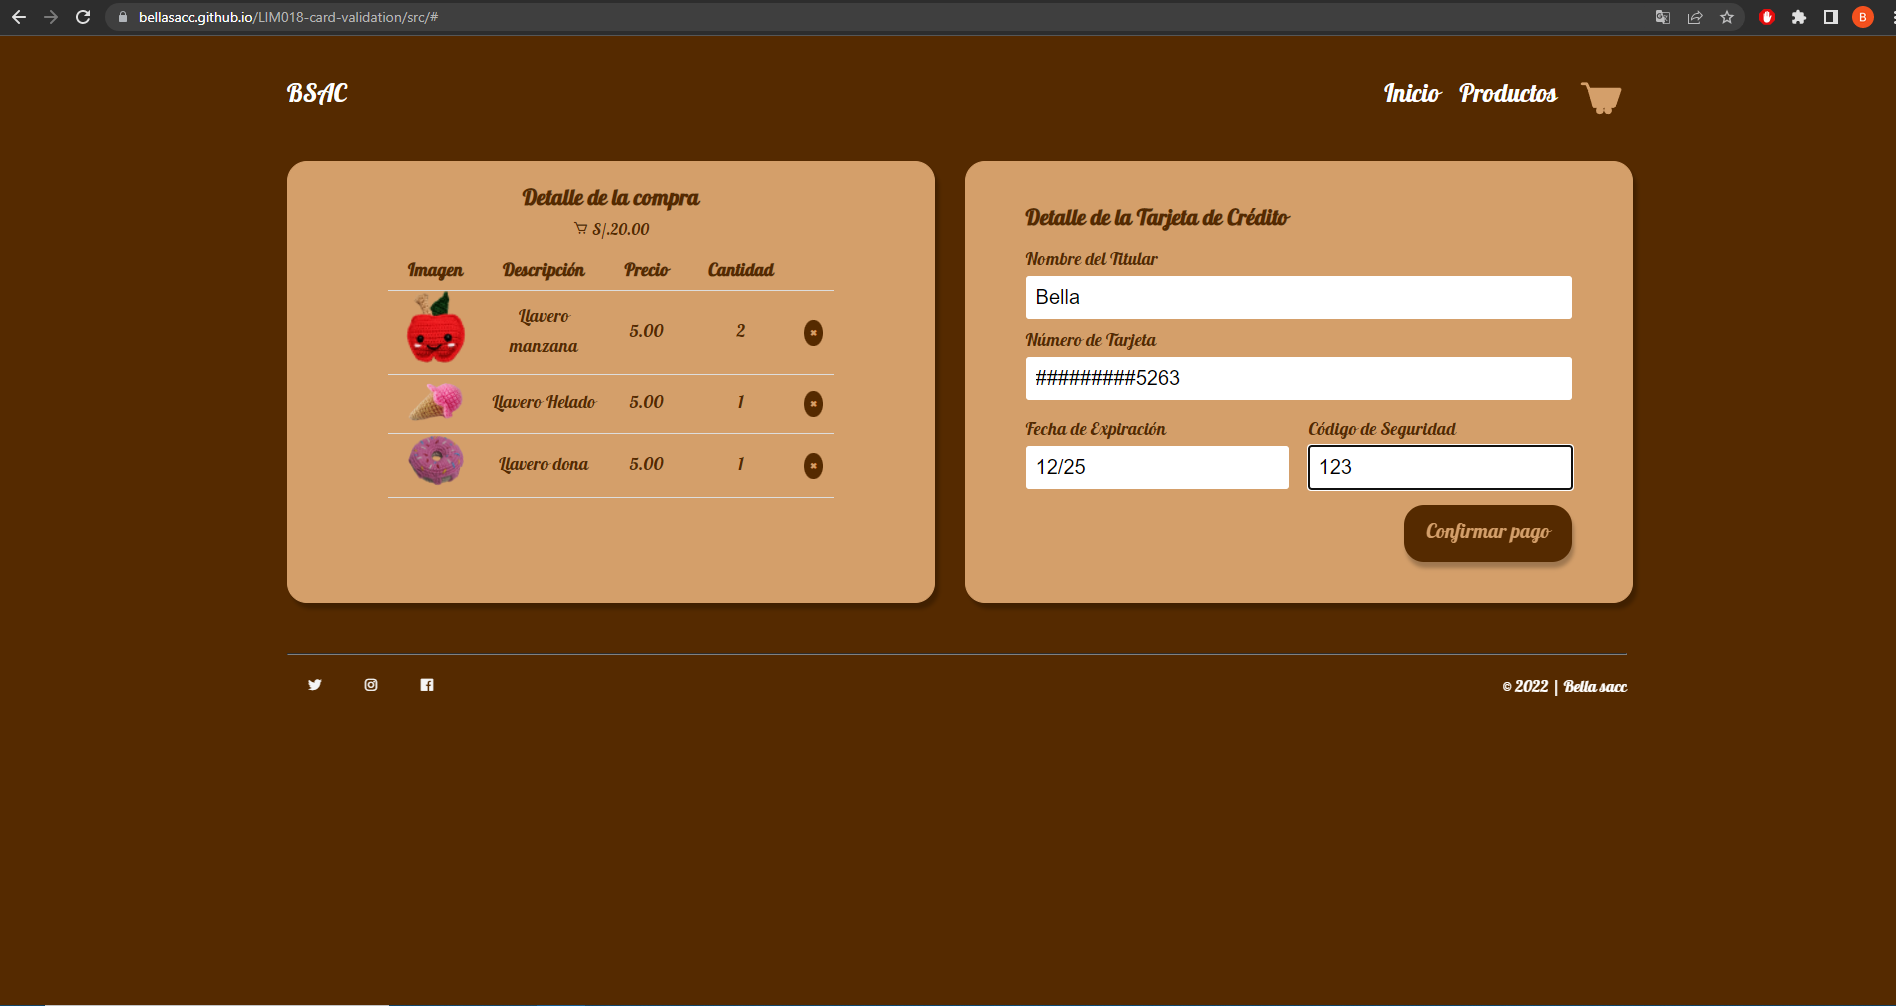 bellasacc.github.io/LIM018-card-validation/src/#
B
BSAC
Inicio
Productos
Detalle de la compra
S/.20.00
Imagen Descripción Precio Cantidad
Llavero
manzana
5.00 2
Llavero Helado 5.00 1
Llavero dona 5.00 1
Detalle de la Tarjeta de Crédito
Nombre del Titular
Bella
Número de Tarjeta
#########5263
Fecha de Expiración
12/25
Código de Seguridad
123
Confirmar pago
© 2022 | Bella sacc